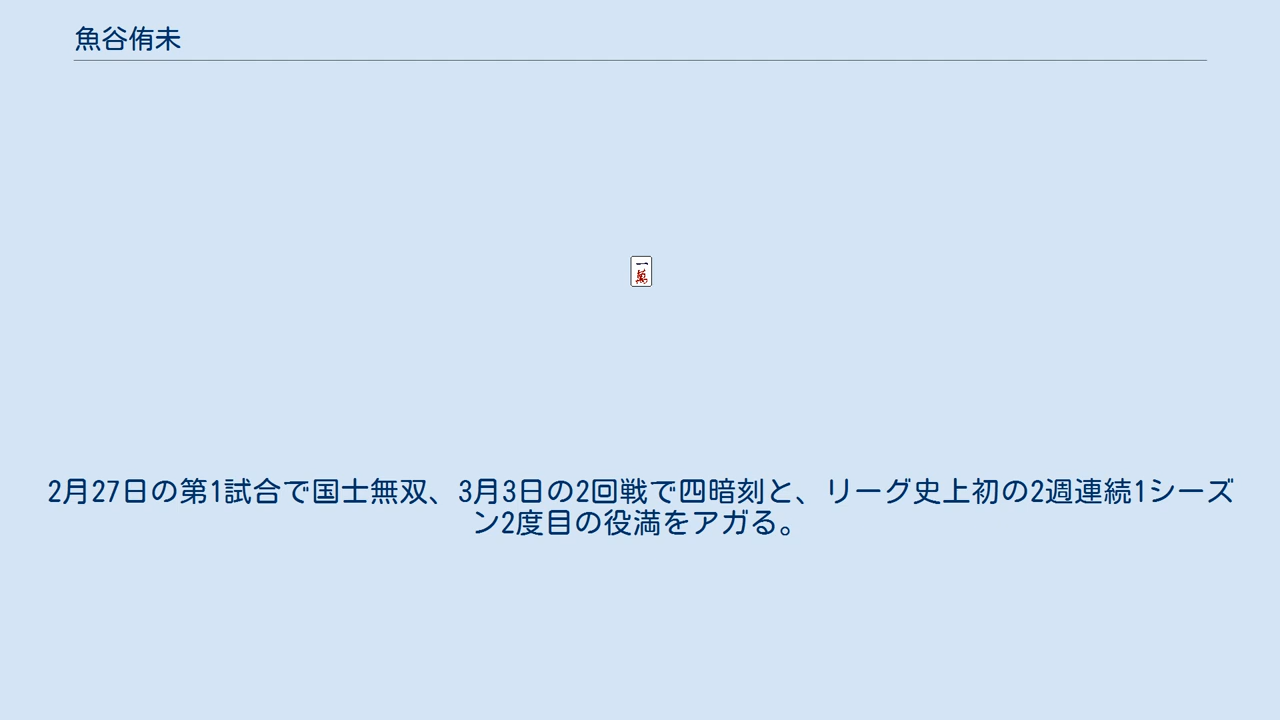 魚谷侑未
一
萬
2月27日の第1試合で国士無双、3月3日の2回戦で四暗刻と、リーグ史上初の2週連続1シーズ
ン2度目の役満をアガる。